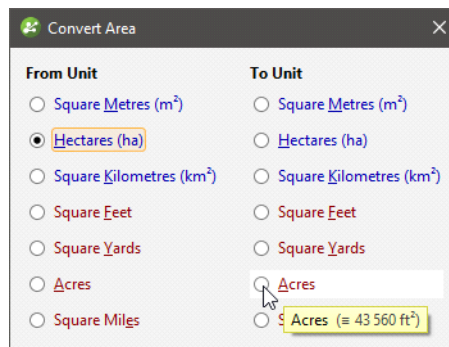 Convert Area
From Unit To Unit
Square Metres (m²) Square Metres (m²)
Hectares (ha) Hectares (ha)
Square Kilometres (km²) Square Kilometres (km²)
Square Feet Square Feet
Square Yards Square Yards
Acres Acres
Square Miles S Acres (≡ 43 560 ft²)